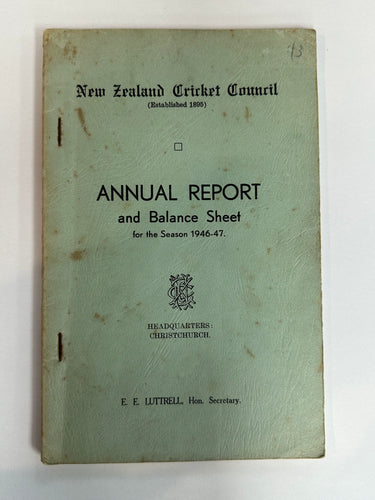 13
New Zealand Cricket Council
(Established 1895)
ANNUAL REPORT
and Balance Sheet
for the Season 1946-47.
HEADQUARTERS:
CHRISTCHURCH.
E. E. LUTTRELL, Hon. Secretary.